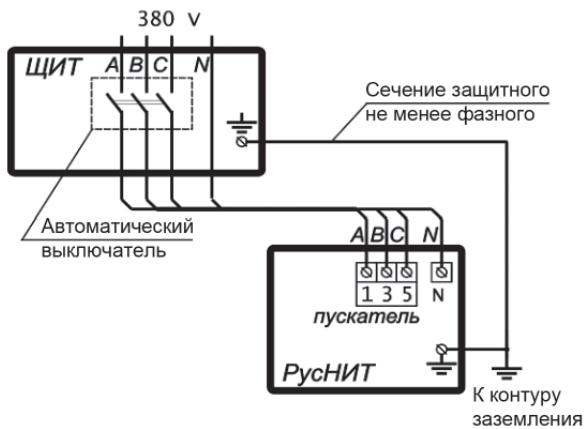 380 V
ЩИТ
A B C N
Сечение защитного
не менее фазного
Автоматический
выключатель
A B C N
1 3 5 N
пускатель
РусНИТ
К контуру
заземления